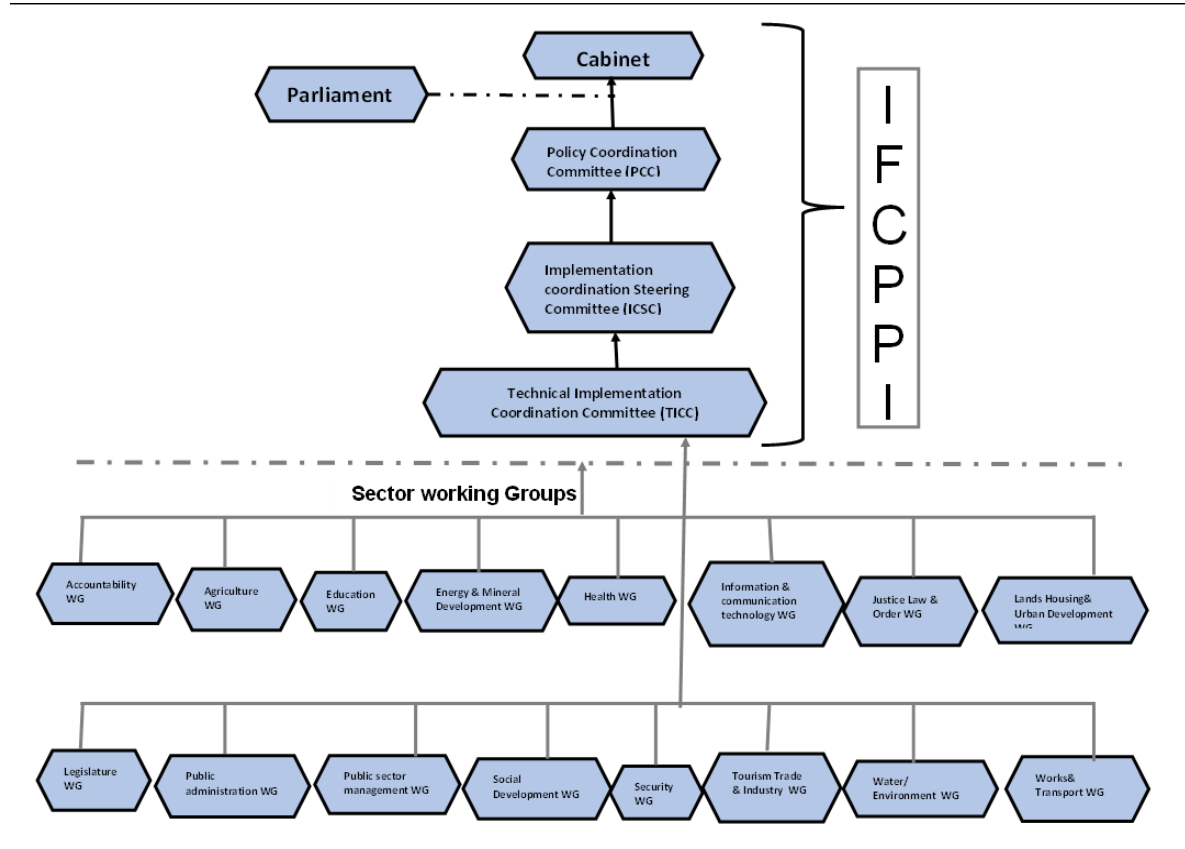 Cabinet
Parliament
Policy Coordination
Committee (PCC)
Implementation
coordination Steering
Committee (ICSC)
Technical Implementation
Coordination Committee (TICC)
I
F
C
P
P
I
Sector working Groups
Accountability
WG
Agriculture
WG
Education
WG
Energy & Mineral
Development WG
Health WG
Information &
communication
technology WG
Justice Law &
Order WG
Lands Housing&
Urban Development
WG
Legislature
WG
Public
administration WG
Public sector
management WG
Social
Development WG
Security
WG
Tourism Trade
& Industry WG
Water/
Environment WG
Works&
Transport WG